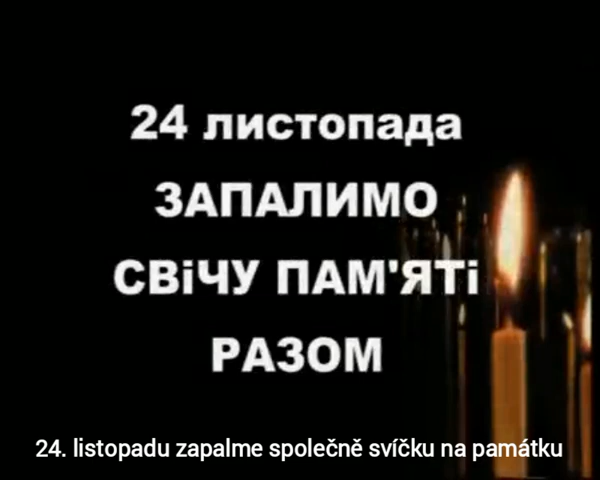 24 листопада
ЗАПАЛИМО
СВіЧУ ПАМ'ЯТі
РАЗОМ
24. listopadu zapalme společně svíčku na památku